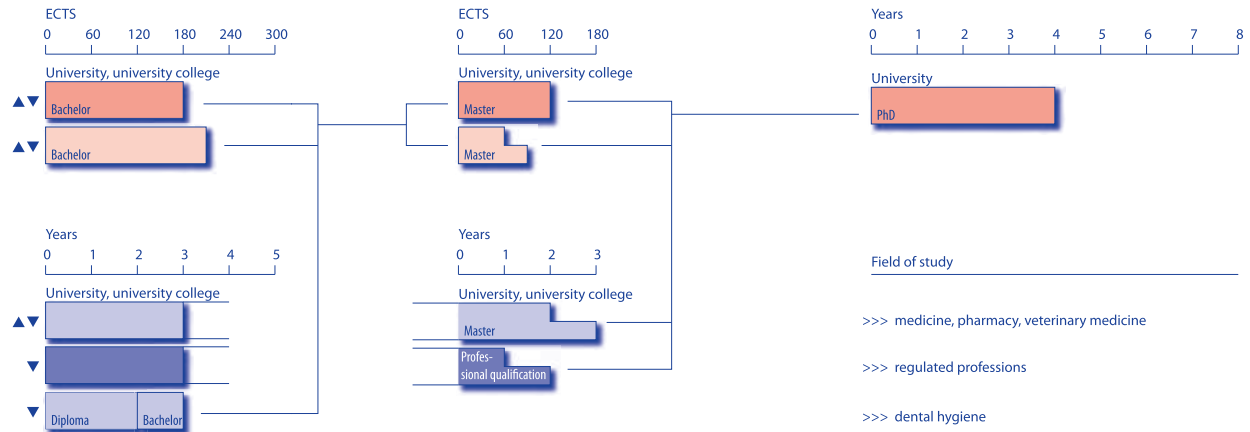 ECTS
0 60 120 180 240 300
University, university college
Bachelor
Bachelor
ECTS
0 60 120 180
University, university college
Master
Master
Years
0 1 2 3 4 5 6 7 8
University
PhD
Years
0 1 2 3 4 5
University, university college
Diploma Bachelor
Years
0 1 2 3
University, university college
Master
Profes-
sional qualification
Field of study
>>> medicine, pharmacy, veterinary medicine
>>> regulated professions
>>> dental hygiene